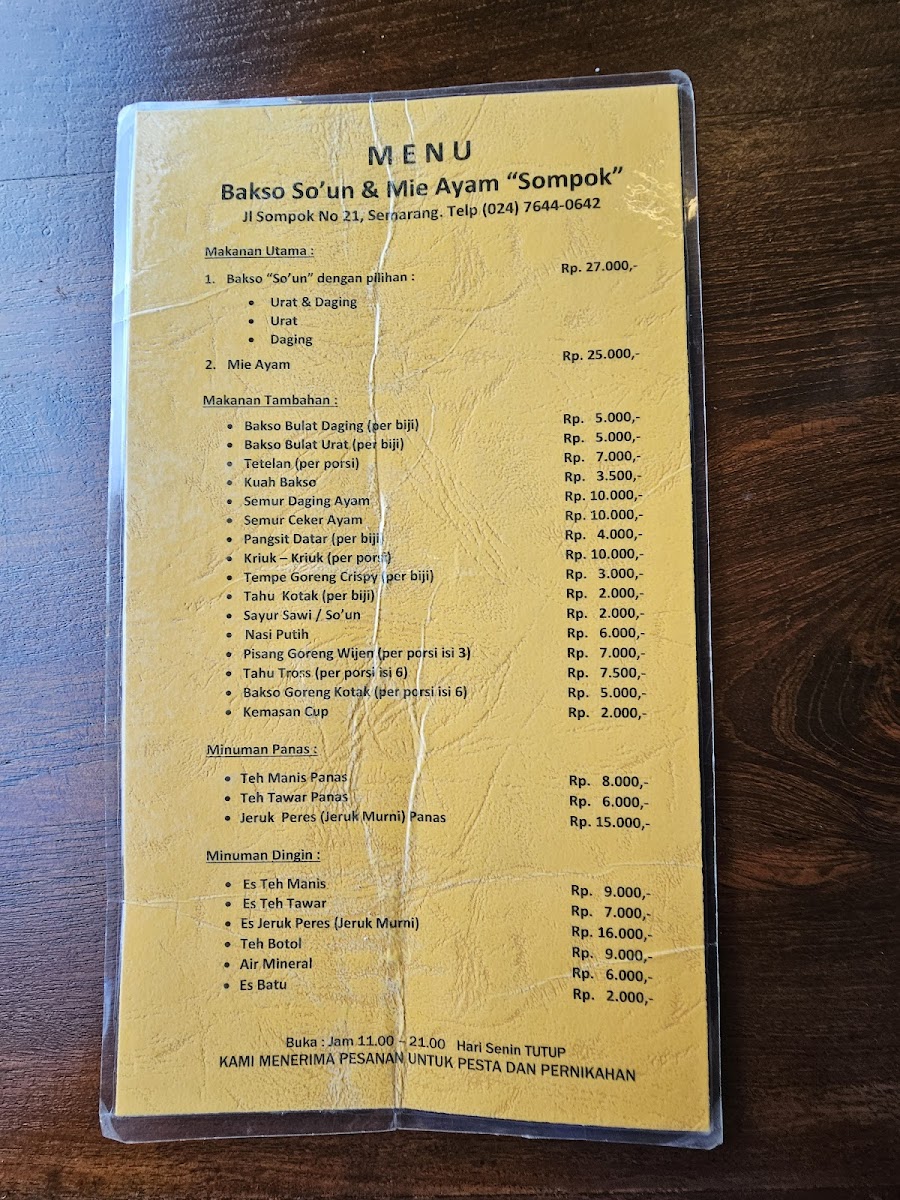 MENU
Bakso So'un & Mie Ayam “Sompok”
Jl Sompok No 21, Semarang. Telp (024) 7644-0642
Makanan Utama :
1. Bakso “So'un” dengan pilihan : Rp. 27.000,-
• Urat & Daging
• Urat
• Daging
2. Mie Ayam Rp. 25.000,-
Makanan Tambahan :
• Bakso Bulat Daging (per biji) Rp. 5.000,-
• Bakso Bulat Urat (per biji) Rp. 5.000,-
• Tetelan (per porsi) Rp. 7.000,-
• Kuah Bakso Rp. 3.500,-
• Semur Daging Ayam Rp. 10.000,-
• Semur Ceker Ayam Rp. 10.000,-
• Pangsit Datar (per biji) Rp. 4.000,-
• Kriuk – Kriuk (per porsi) Rp. 10.000,-
• Tempe Goreng Crispy (per biji) Rp. 3.000,-
• Tahu Kotak (per biji) Rp. 2.000,-
• Sayur Sawi / So'un Rp. 2.000,-
• Nasi Putih Rp. 6.000,-
• Pisang Goreng Wijen (per porsi isi 3) Rp. 7.000,-
• Tahu Tross (per porsi isi 6) Rp. 7.500,-
• Bakso Goreng Kotak (per porsi isi 6) Rp. 5.000,-
• Kemasan Cup Rp. 2.000,-
Minuman Panas :
• Teh Manis Panas Rp. 8.000,-
• Teh Tawar Panas Rp. 6.000,-
• Jeruk Peres (Jeruk Murni) Panas Rp. 15.000,-
Minuman Dingin :
• Es Teh Manis Rp. 9.000,-
• Es Teh Tawar Rp. 7.000,-
• Es Jeruk Peres (Jeruk Murni) Rp. 16.000,-
• Teh Botol Rp. 9.000,-
• Air Mineral Rp. 6.000,-
• Es Batu Rp. 2.000,-
Buka : Jam 11.00 – 21.00 Hari Senin TUTUP
KAMI MENERIMA PESANAN UNTUK PESTA DAN PERNIKAHAN